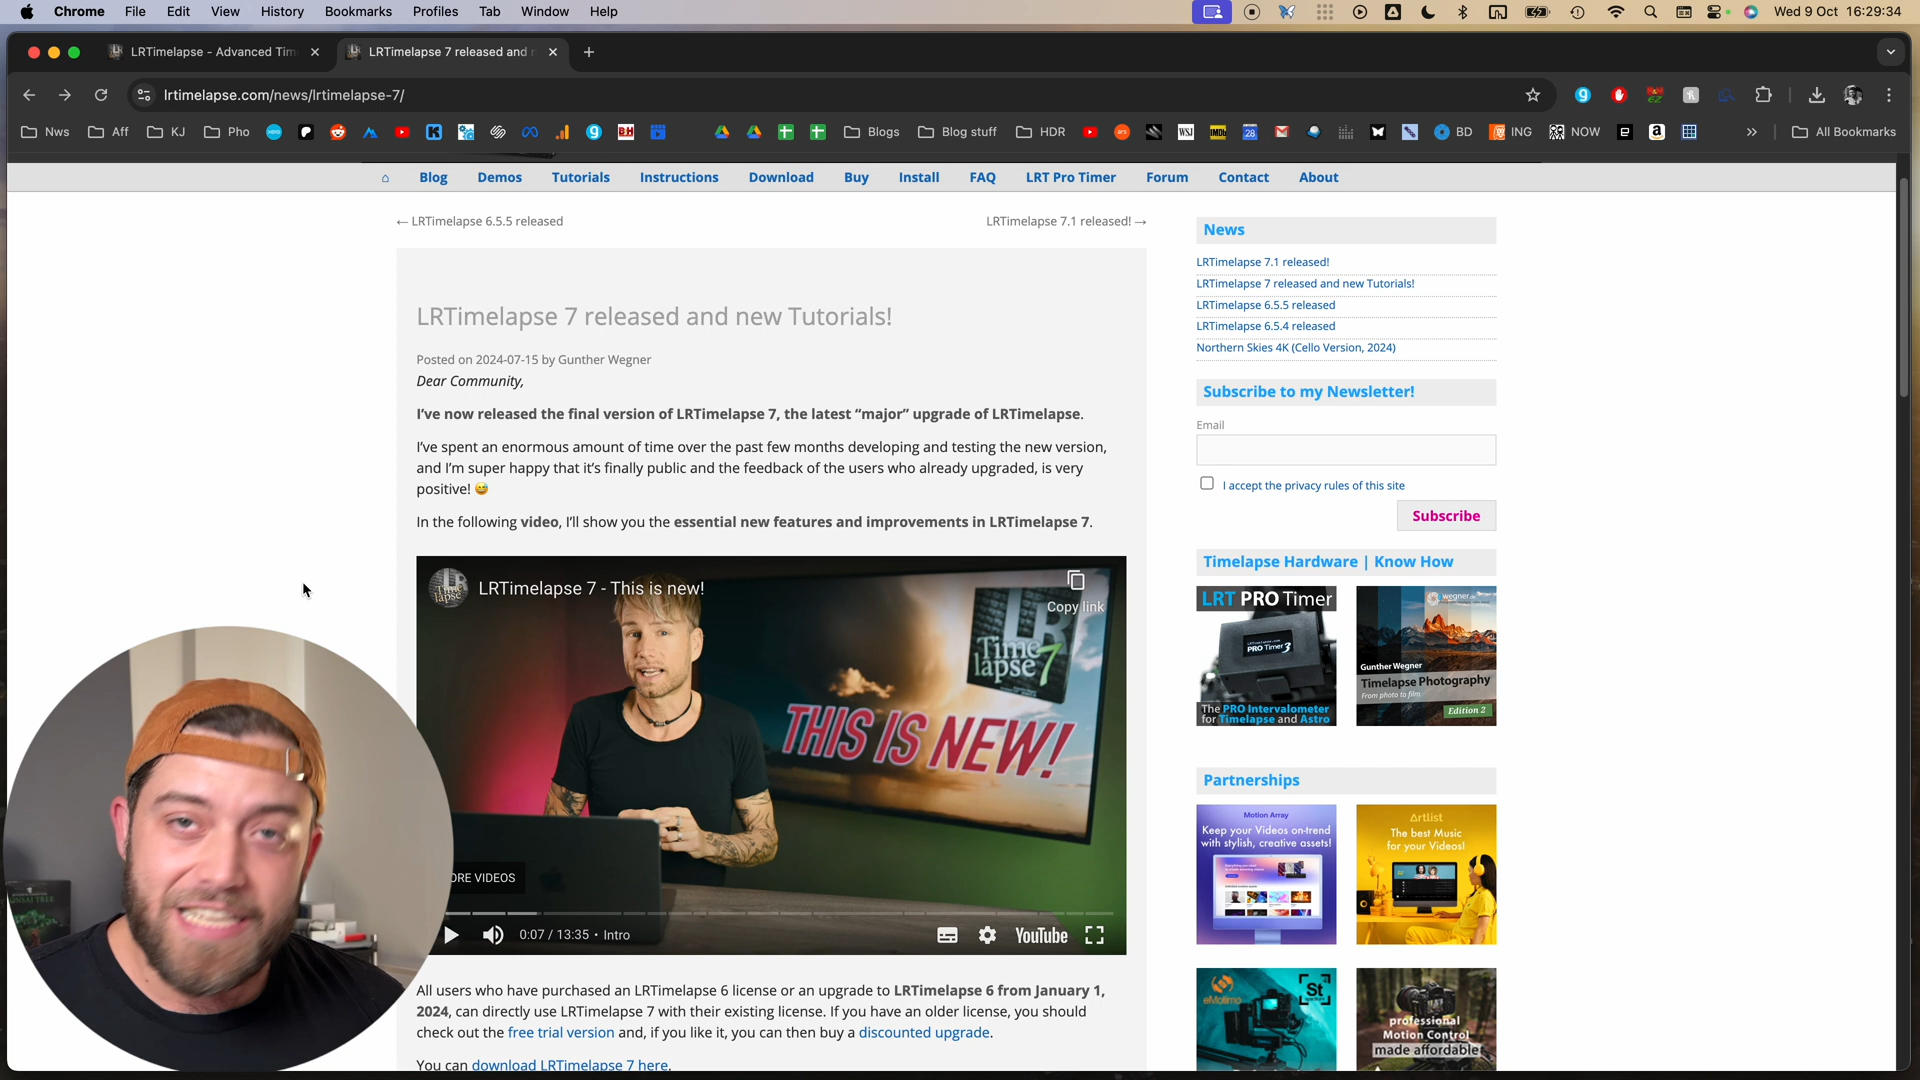 Chrome File Edit View History Bookmarks Profiles Tab Window Help
Wed 9 Oct 16:29:34
LRTimelapse - Advanced Tim
LRTimelapse 7 released and n
lrtimelapse.com/news/lrtimelapse-7/
Nws Aff KJ Pho Blogs Blog stuff HDR BD ING NOW All Bookmarks
Blog Demos Tutorials Instructions Download Buy Install FAQ LRT Pro Timer Forum Contact About
← LRTimelapse 6.5.5 released
LRTimelapse 7.1 released! →
LRTimelapse 7 released and new Tutorials!
Posted on 2024-07-15 by Gunther Wegner
Dear Community,
I’ve now released the final version of LRTimelapse 7, the latest “major” upgrade of LRTimelapse.
I’ve spent an enormous amount of time over the past few months developing and testing the new version,
and I’m super happy that it’s finally public and the feedback of the users who already upgraded, is very
positive! 😅
In the following video, I’ll show you the essential new features and improvements in LRTimelapse 7.
LRTimelapse 7 - This is new!
Copy link
LR
Time
lapse 7
THIS IS NEW!
ORE VIDEOS
0:07 / 13:35 • Intro
YouTube
All users who have purchased an LRTimelapse 6 license or an upgrade to LRTimelapse 6 from January 1,
2024, can directly use LRTimelapse 7 with their existing license. If you have an older license, you should
check out the free trial version and, if you like it, you can then buy a discounted upgrade.
You can download LRTimelapse 7 here.
News
LRTimelapse 7.1 released!
LRTimelapse 7 released and new Tutorials!
LRTimelapse 6.5.5 released
LRTimelapse 6.5.4 released
Northern Skies 4K (Cello Version, 2024)
Subscribe to my Newsletter!
Email
I accept the privacy rules of this site
Subscribe
Timelapse Hardware | Know How
LRT PRO Timer
PRO Timer 3
The PRO Intervalometer
for Timelapse and Astro
wegner.de
Gunther Wegner
Timelapse Photography
From photo to film
Edition 2
Partnerships
Motion Array
Keep your Videos on-trend
with stylish, creative assets!
Artlist
The best Music
for your Videos!
eMotimo
St
professional
Motion Control
made affordable